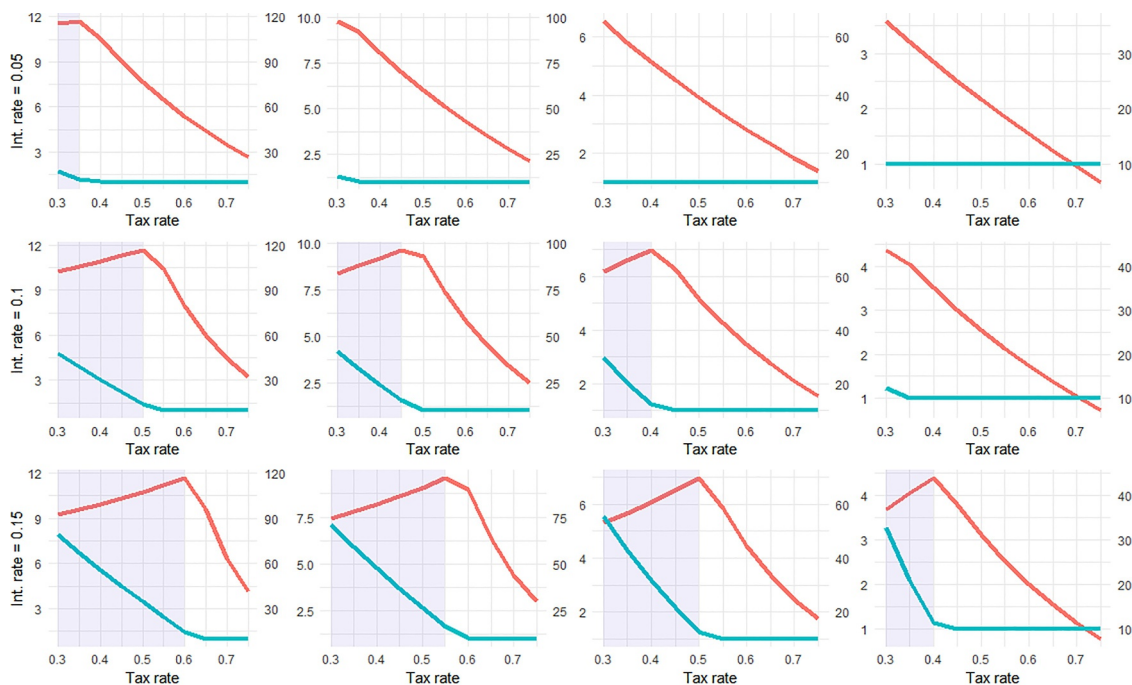 Int. rate = 0.05
12 120 10.0 100
6 60 3 30
9 90 7.5 75
6 60 5.0 50 4 40 2 20
3 30 2.5 25 2 20 1 10
0.3 0.4 0.5 0.6 0.7 0.3 0.4 0.5 0.6 0.7 0.3 0.4 0.5 0.6 0.7 0.3 0.4 0.5 0.6 0.7
Tax rate Tax rate Tax rate Tax rate
Int. rate = 0.1
12 120 10.0 100
6 60 4 40
9 90 7.5 75
3 30
6 60 5.0 50 4 40 2 20
3 30 2.5 25 2 20 1 10
0.3 0.4 0.5 0.6 0.7 0.3 0.4 0.5 0.6 0.7 0.3 0.4 0.5 0.6 0.7 0.3 0.4 0.5 0.6 0.7
Tax rate Tax rate Tax rate Tax rate
Int. rate = 0.15
12 120
6 60 4 40
9 90 7.5 75
3 30
6 60 5.0 50 4 40 2 20
3 30 2.5 25 2 20 1 10
0.3 0.4 0.5 0.6 0.7 0.3 0.4 0.5 0.6 0.7 0.3 0.4 0.5 0.6 0.7 0.3 0.4 0.5 0.6 0.7
Tax rate Tax rate Tax rate Tax rate